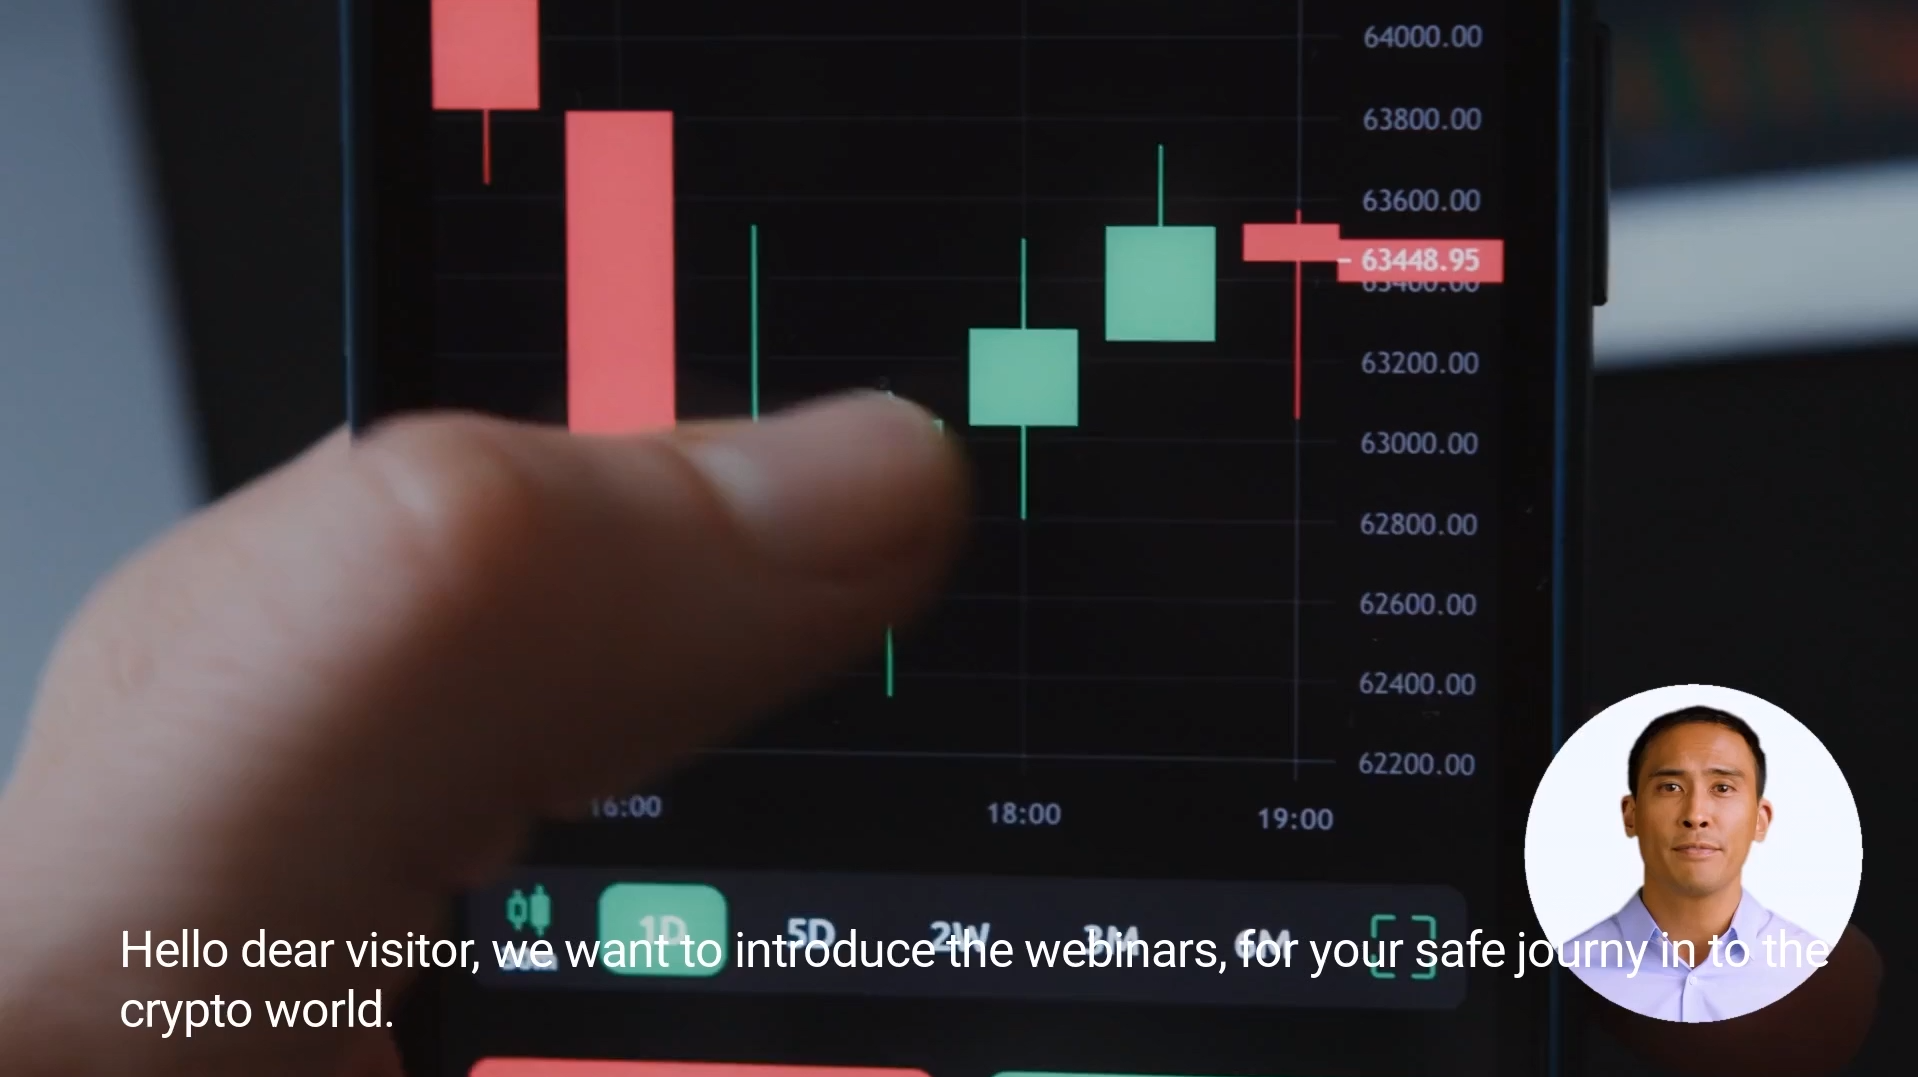 64000.00
63800.00
63600.00
63448.95
63200.00
63000.00
62800.00
62600.00
62400.00
62200.00
16:00 18:00 19:00
1D 5D 2W 3M 6M
Hello dear visitor, we want to introduce the webinars, for your safe journy in to the
crypto world.